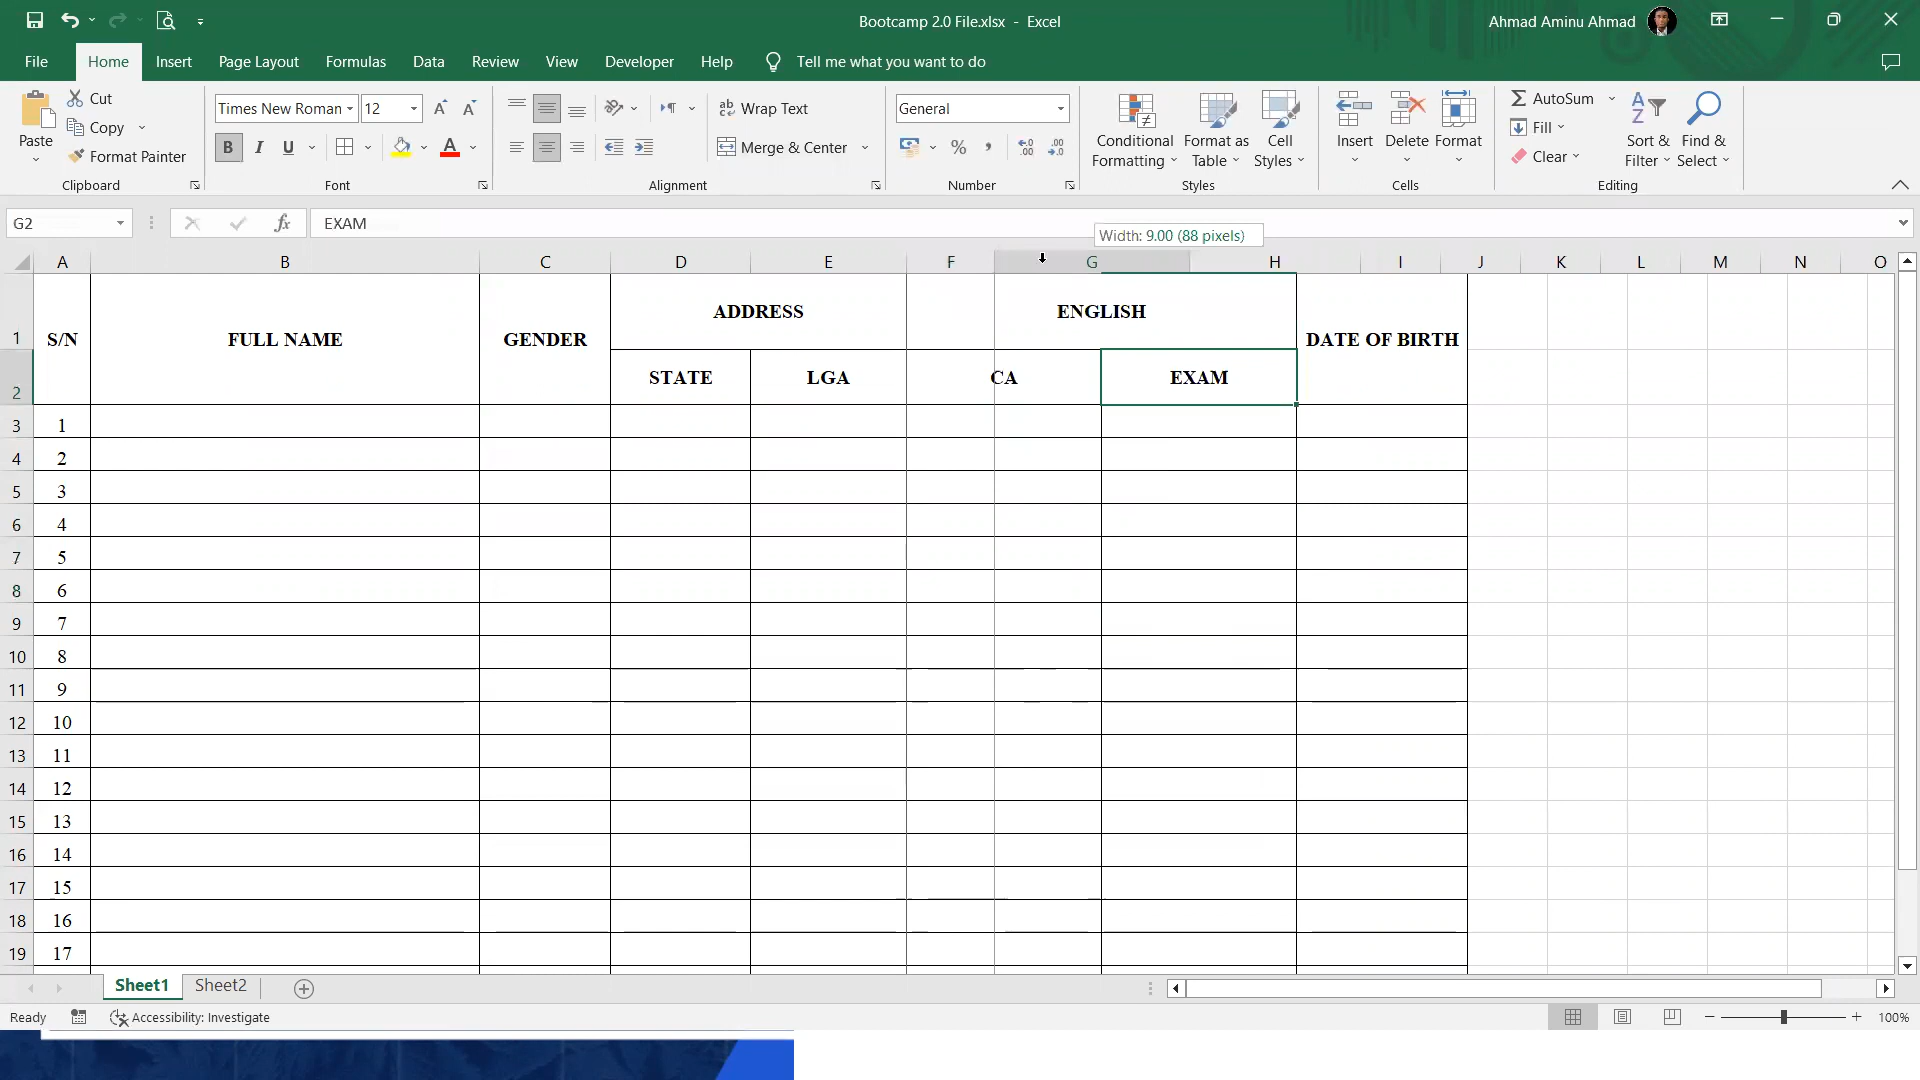 Bootcamp 2.0 File.xlsx - Excel
Ahmad Aminu Ahmad
File Home Insert Page Layout Formulas Data Review View Developer Help Tell me what you want to do
Paste
Cut
Copy
Format Painter
Clipboard
Times New Roman 12
B I U
Font
Wrap Text
Merge & Center
Alignment
General
Number
Conditional Formatting
Format as Table
Cell Styles
Styles
Insert Delete Format
Cells
AutoSum
Fill
Clear
Sort & Filter
Find & Select
Editing
G2
fx
EXAM
Width: 9.00 (88 pixels)
A B C D E F G H I J K L M N O
1 S/N FULL NAME GENDER ADDRESS ENGLISH DATE OF BIRTH
2 STATE LGA CA EXAM
3 1
4 2
5 3
6 4
7 5
8 6
9 7
10 8
11 9
12 10
13 11
14 12
15 13
16 14
17 15
18 16
19 17
Sheet1 Sheet2
Ready
Accessibility: Investigate
100%